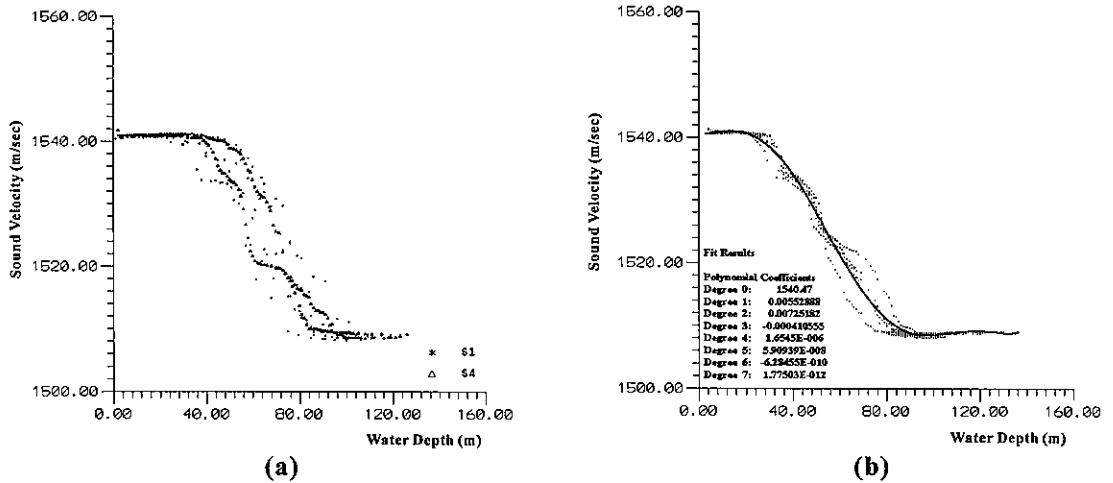 1560.00
1540.00
1520.00
1500.00
Sound Velocity (m/sec)
* S1
△ S4
0.00 40.00 80.00 120.00 160.00
Water Depth (m)
(a)
1560.00
1540.00
1520.00
1500.00
Sound Velocity (m/sec)
Fit Results
Polynomial Coefficients
Degree 0: 1540.47
Degree 1: 0.00552888
Degree 2: 0.00725182
Degree 3: -0.000410555
Degree 4: 1.6545E-006
Degree 5: 5.90939E-008
Degree 6: -6.28455E-010
Degree 7: 1.77503E-012
0.00 40.00 80.00 120.00 160.00
Water Depth (m)
(b)